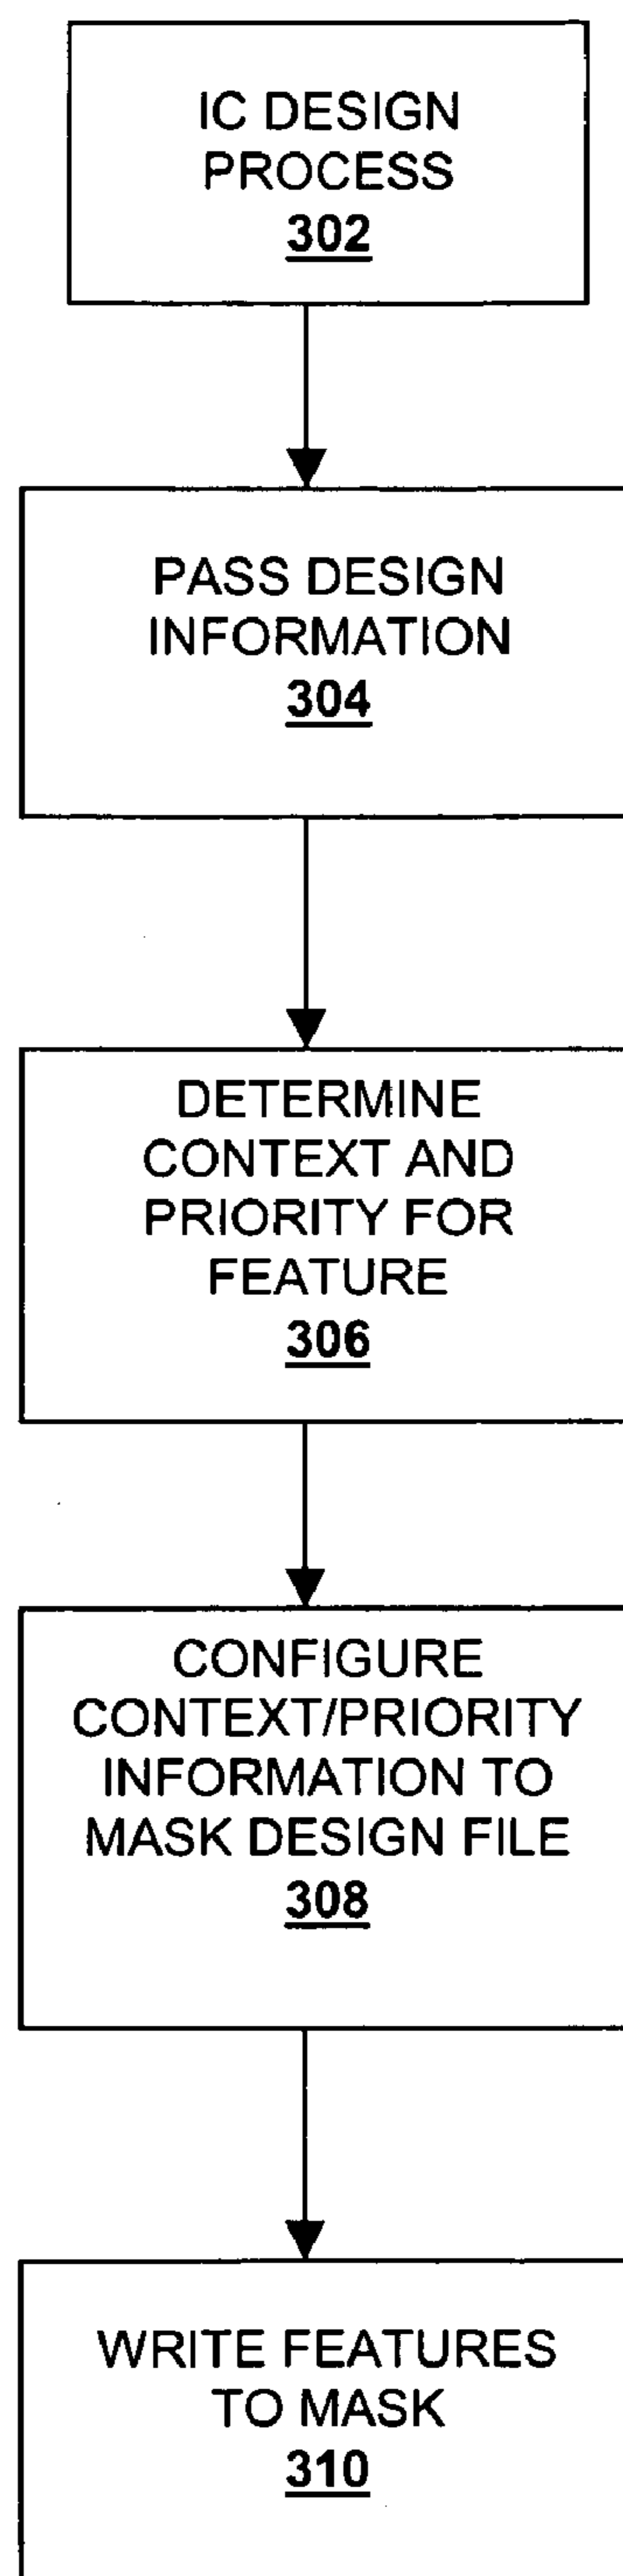 IC DESIGN
PROCESS
302
PASS DESIGN
INFORMATION
304
DETERMINE
CONTEXT AND
PRIORITY FOR
FEATURE
306
CONFIGURE
CONTEXT/PRIORITY
INFORMATION TO
MASK DESIGN FILE
308
WRITE FEATURES
TO MASK
310